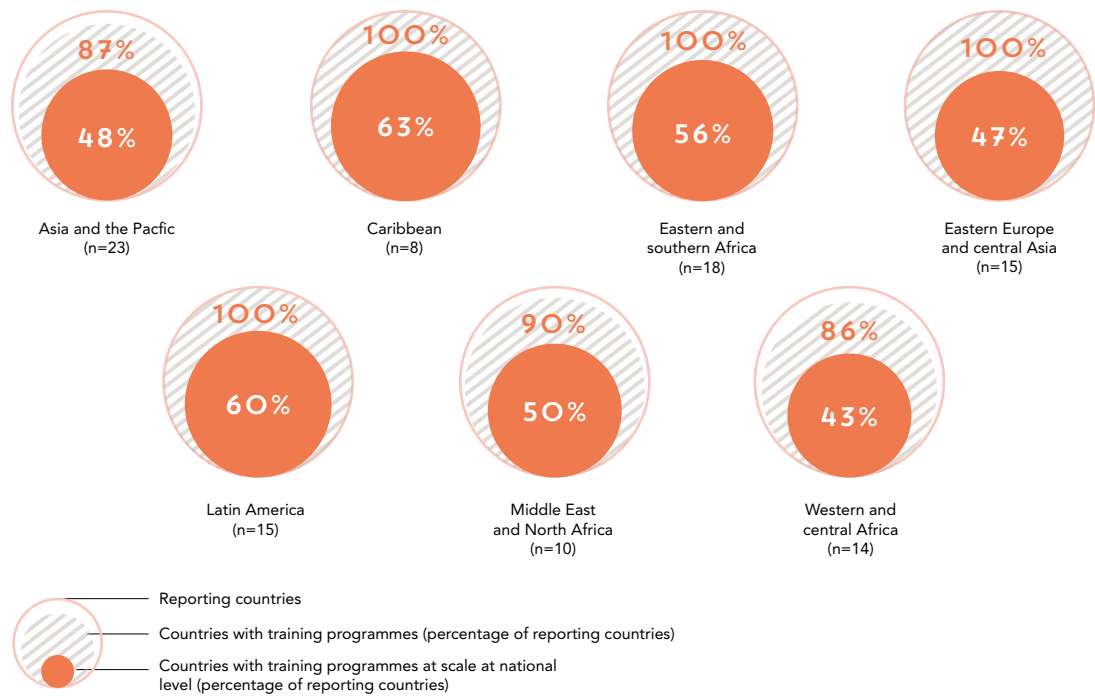 87%
48%
Asia and the Pacfic
(n=23)
100%
63%
Caribbean
(n=8)
100%
56%
Eastern and
southern Africa
(n=18)
100%
47%
Eastern Europe
and central Asia
(n=15)
100%
60%
Latin America
(n=15)
90%
50%
Middle East
and North Africa
(n=10)
86%
43%
Western and
central Africa
(n=14)
Reporting countries
Countries with training programmes (percentage of reporting countries)
Countries with training programmes at scale at national
level (percentage of reporting countries)